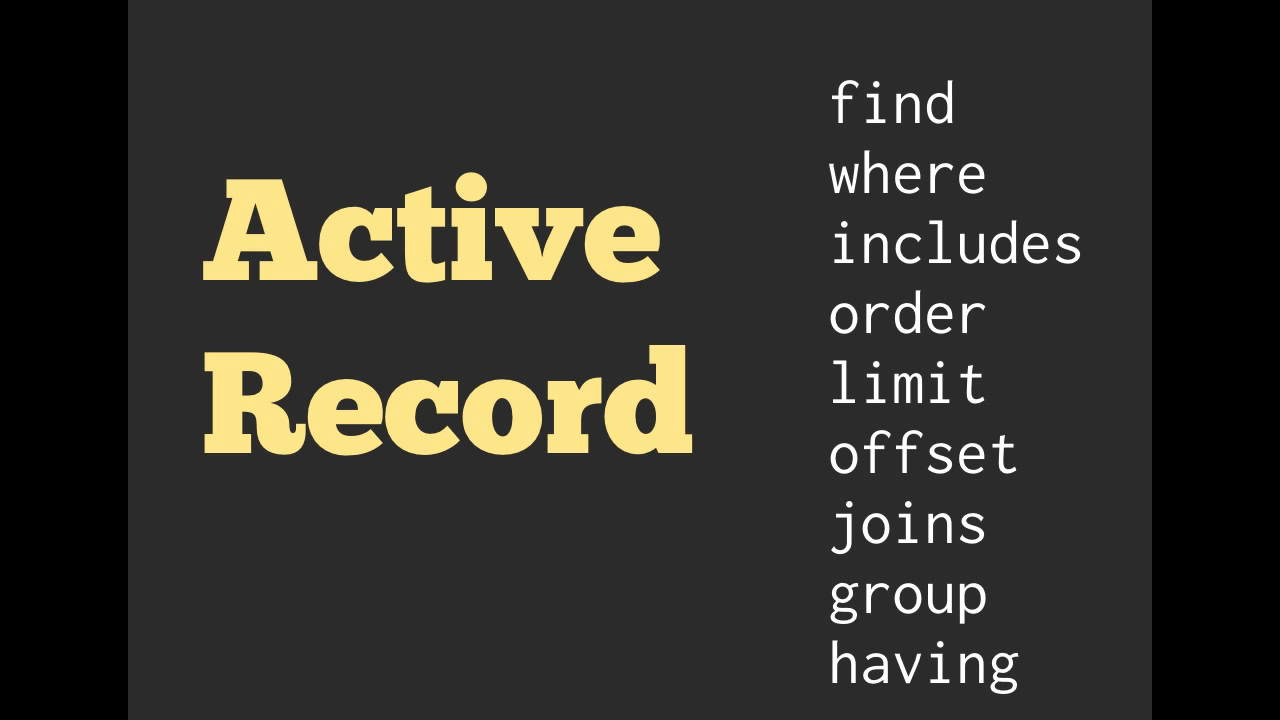 Active
Record
find
where
includes
order
limit
offset
joins
group
having